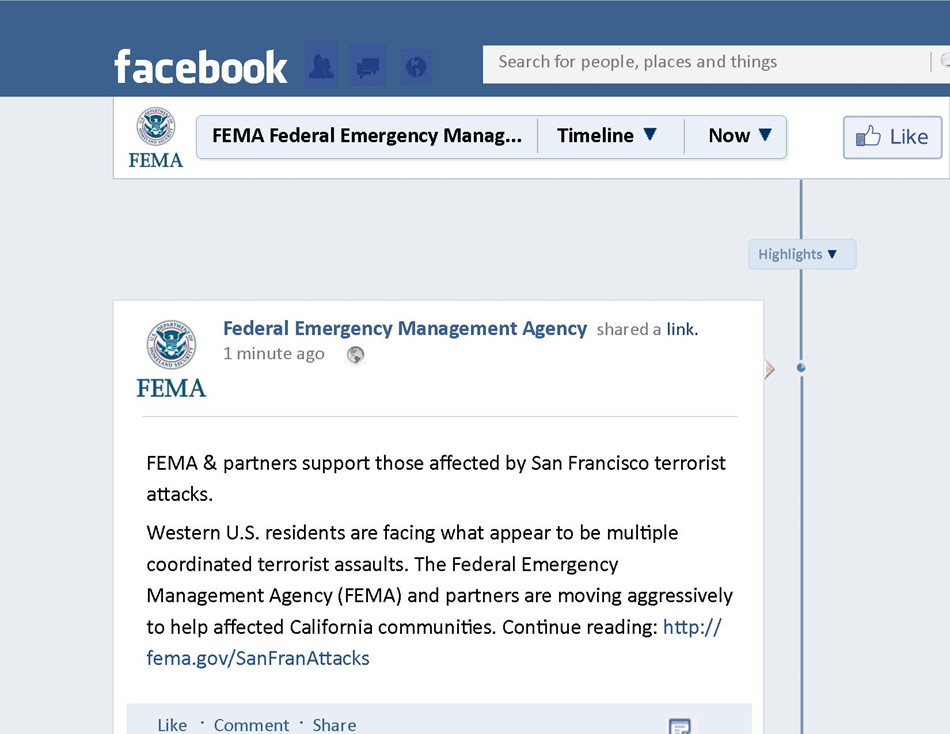 facebook
Search for people, places and things
FEMA
FEMA Federal Emergency Manag... Timeline ▼ Now ▼
Like
Highlights ▼
Federal Emergency Management Agency shared a link.
1 minute ago
FEMA
FEMA & partners support those affected by San Francisco terrorist
attacks.
Western U.S. residents are facing what appear to be multiple
coordinated terrorist assaults. The Federal Emergency
Management Agency (FEMA) and partners are moving aggressively
to help affected California communities. Continue reading: http://
fema.gov/SanFranAttacks
Like · Comment · Share